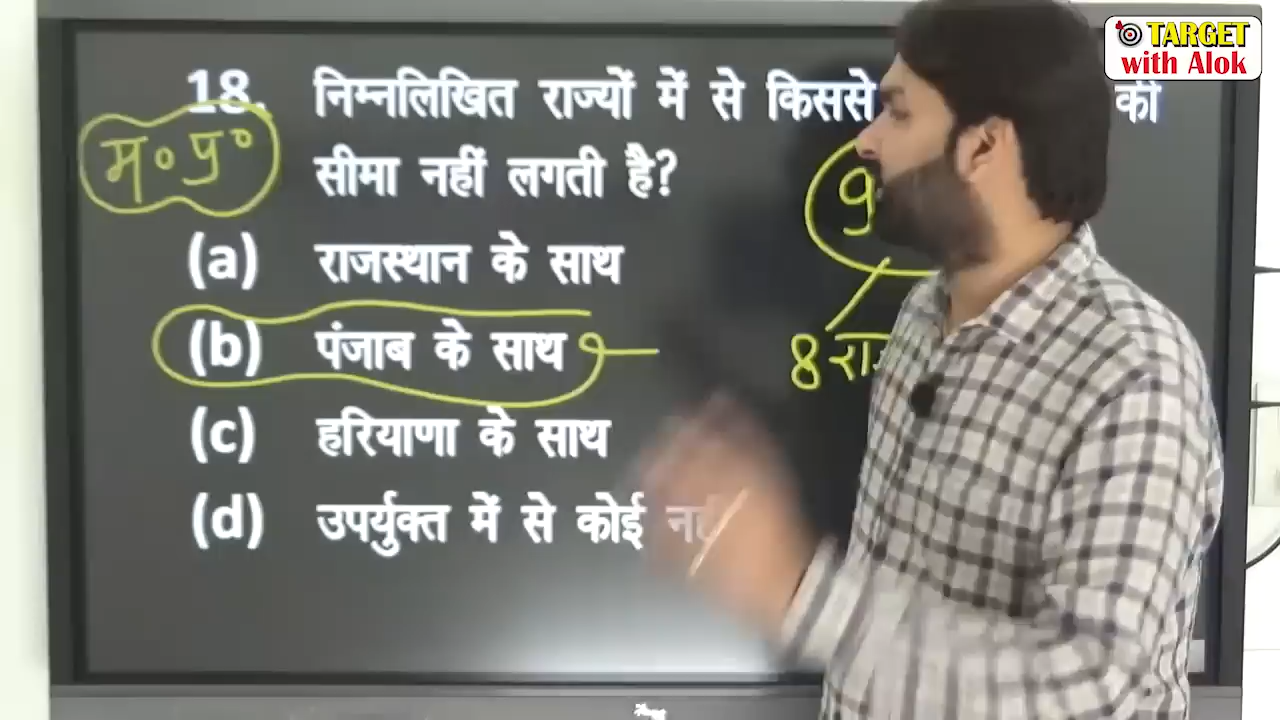 TARGET
with Alok
18. निम्नलिखित राज्यों में से किससे की
म॰ प्र॰
सीमा नहीं लगती है?
9
(a) राजस्थान के साथ
(b) पंजाब के साथ
8
(c) हरियाणा के साथ
(d) उपर्युक्त में से कोई